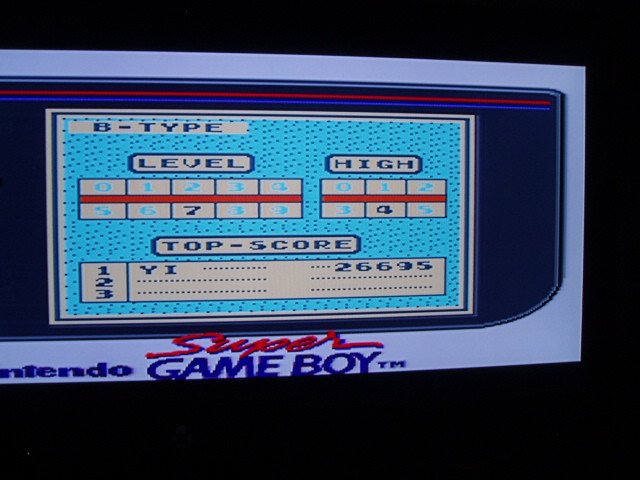 B-TYPE
LEVEL HIGH
0 1 2 3 4 0 1 2
5 6 7 8 9 3 4 5
TOP-SCORE
1 YI 26695
2
3
Super
Nintendo GAME BOY™